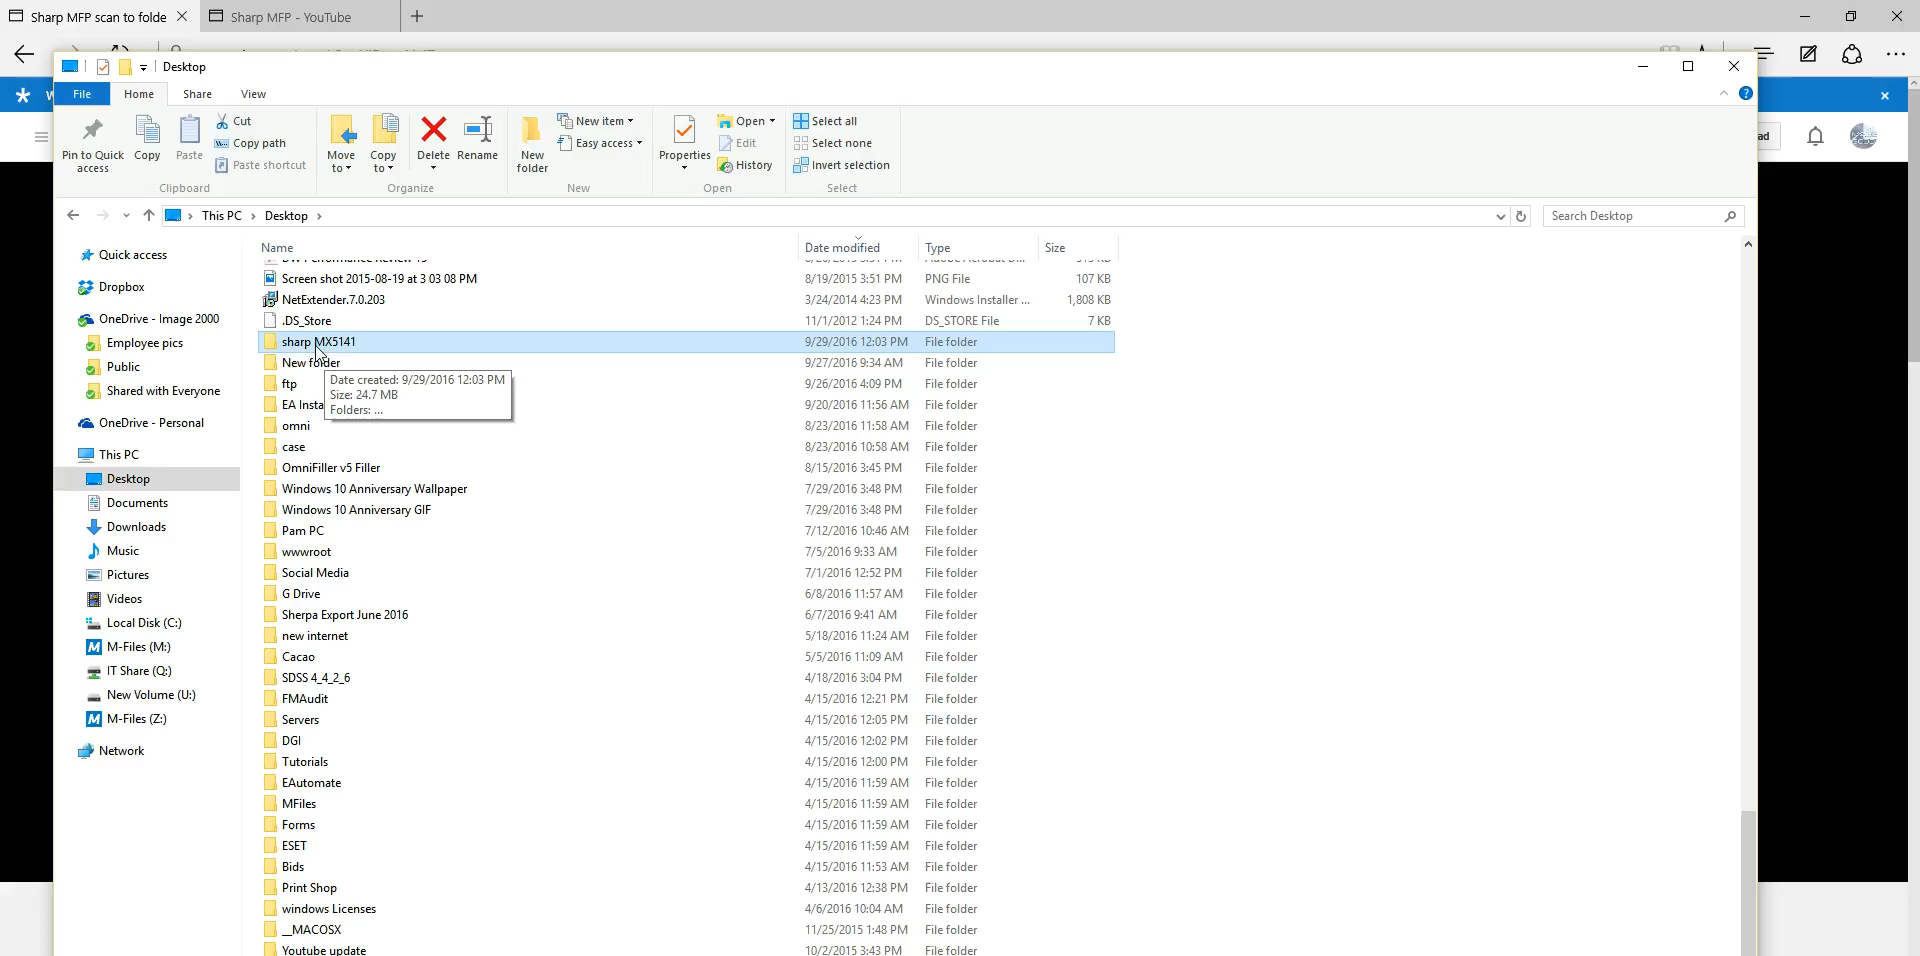 Sharp MFP scan to folde
Sharp MFP - YouTube
Desktop
File Home Share View
Pin to Quick access
Copy
Paste
Cut
Copy path
Paste shortcut
Clipboard
Move to
Copy to
Delete
Rename
Organize
New folder
New item
Easy access
New
Properties
Open
Edit
History
Open
Select all
Select none
Invert selection
Select
ad
This PC > Desktop >
Search Desktop
Quick access
Dropbox
OneDrive - Image 2000
Employee pics
Public
Shared with Everyone
OneDrive - Personal
This PC
Desktop
Documents
Downloads
Music
Pictures
Videos
Local Disk (C:)
M-Files (M:)
IT Share (Q:)
New Volume (U:)
M-Files (Z:)
Network
Name Date modified Type Size
Screen shot 2015-08-19 at 3 03 08 PM 8/19/2015 3:51 PM PNG File 107 KB
NetExtender.7.0.203 3/24/2014 4:23 PM Windows Installer ... 1,808 KB
.DS_Store 11/1/2012 1:24 PM DS_STORE File 7 KB
sharp MX5141 9/29/2016 12:03 PM File folder
New folder 9/27/2016 9:34 AM File folder
ftp 9/26/2016 4:09 PM File folder
EA Insta 9/20/2016 11:56 AM File folder
Date created: 9/29/2016 12:03 PM
Size: 24.7 MB
Folders: ...
omni 8/23/2016 11:58 AM File folder
case 8/23/2016 10:58 AM File folder
OmniFiller v5 Filler 8/15/2016 3:45 PM File folder
Windows 10 Anniversary Wallpaper 7/29/2016 3:48 PM File folder
Windows 10 Anniversary GIF 7/29/2016 3:48 PM File folder
Pam PC 7/12/2016 10:46 AM File folder
wwwroot 7/5/2016 9:33 AM File folder
Social Media 7/1/2016 12:52 PM File folder
G Drive 6/8/2016 11:57 AM File folder
Sherpa Export June 2016 6/7/2016 9:41 AM File folder
new internet 5/18/2016 11:24 AM File folder
Cacao 5/5/2016 11:09 AM File folder
SDSS 4_4_2_6 4/18/2016 3:04 PM File folder
FMAudit 4/15/2016 12:21 PM File folder
Servers 4/15/2016 12:05 PM File folder
DGI 4/15/2016 12:02 PM File folder
Tutorials 4/15/2016 12:00 PM File folder
EAutomate 4/15/2016 11:59 AM File folder
MFiles 4/15/2016 11:59 AM File folder
Forms 4/15/2016 11:59 AM File folder
ESET 4/15/2016 11:59 AM File folder
Bids 4/15/2016 11:53 AM File folder
Print Shop 4/13/2016 12:38 PM File folder
windows Licenses 4/6/2016 10:04 AM File folder
__MACOSX 11/25/2015 1:48 PM File folder
Youtube update 10/2/2015 3:43 PM File folder